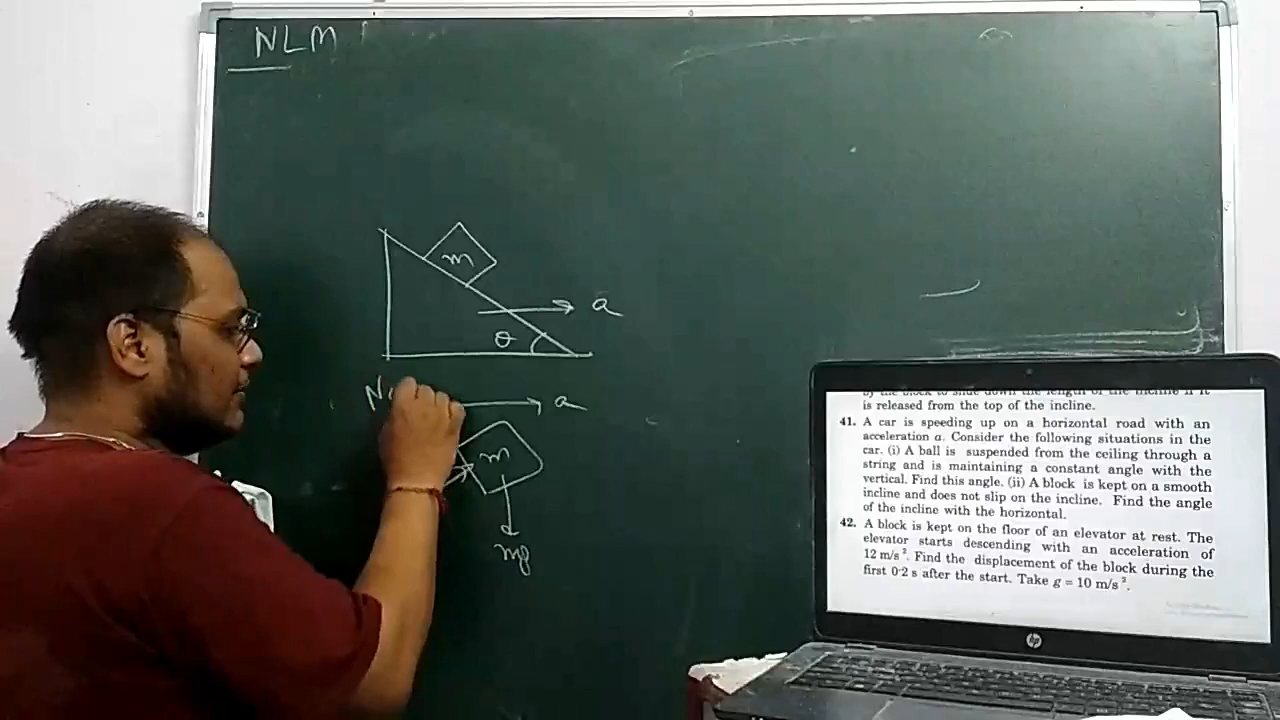 NLM
m
a
θ
N
a
m
mg
is released from the top of the incline.
41. A car is speeding up on a horizontal road with an
acceleration a. Consider the following situations in the
car. (i) A ball is suspended from the ceiling through a
string and is maintaining a constant angle with the
vertical. Find this angle. (ii) A block is kept on a smooth
incline and does not slip on the incline. Find the angle
of the incline with the horizontal.
42. A block is kept on the floor of an elevator at rest. The
elevator starts descending with an acceleration of
12 m/s². Find the displacement of the block during the
first 0·2 s after the start. Take g = 10 m/s².
hp